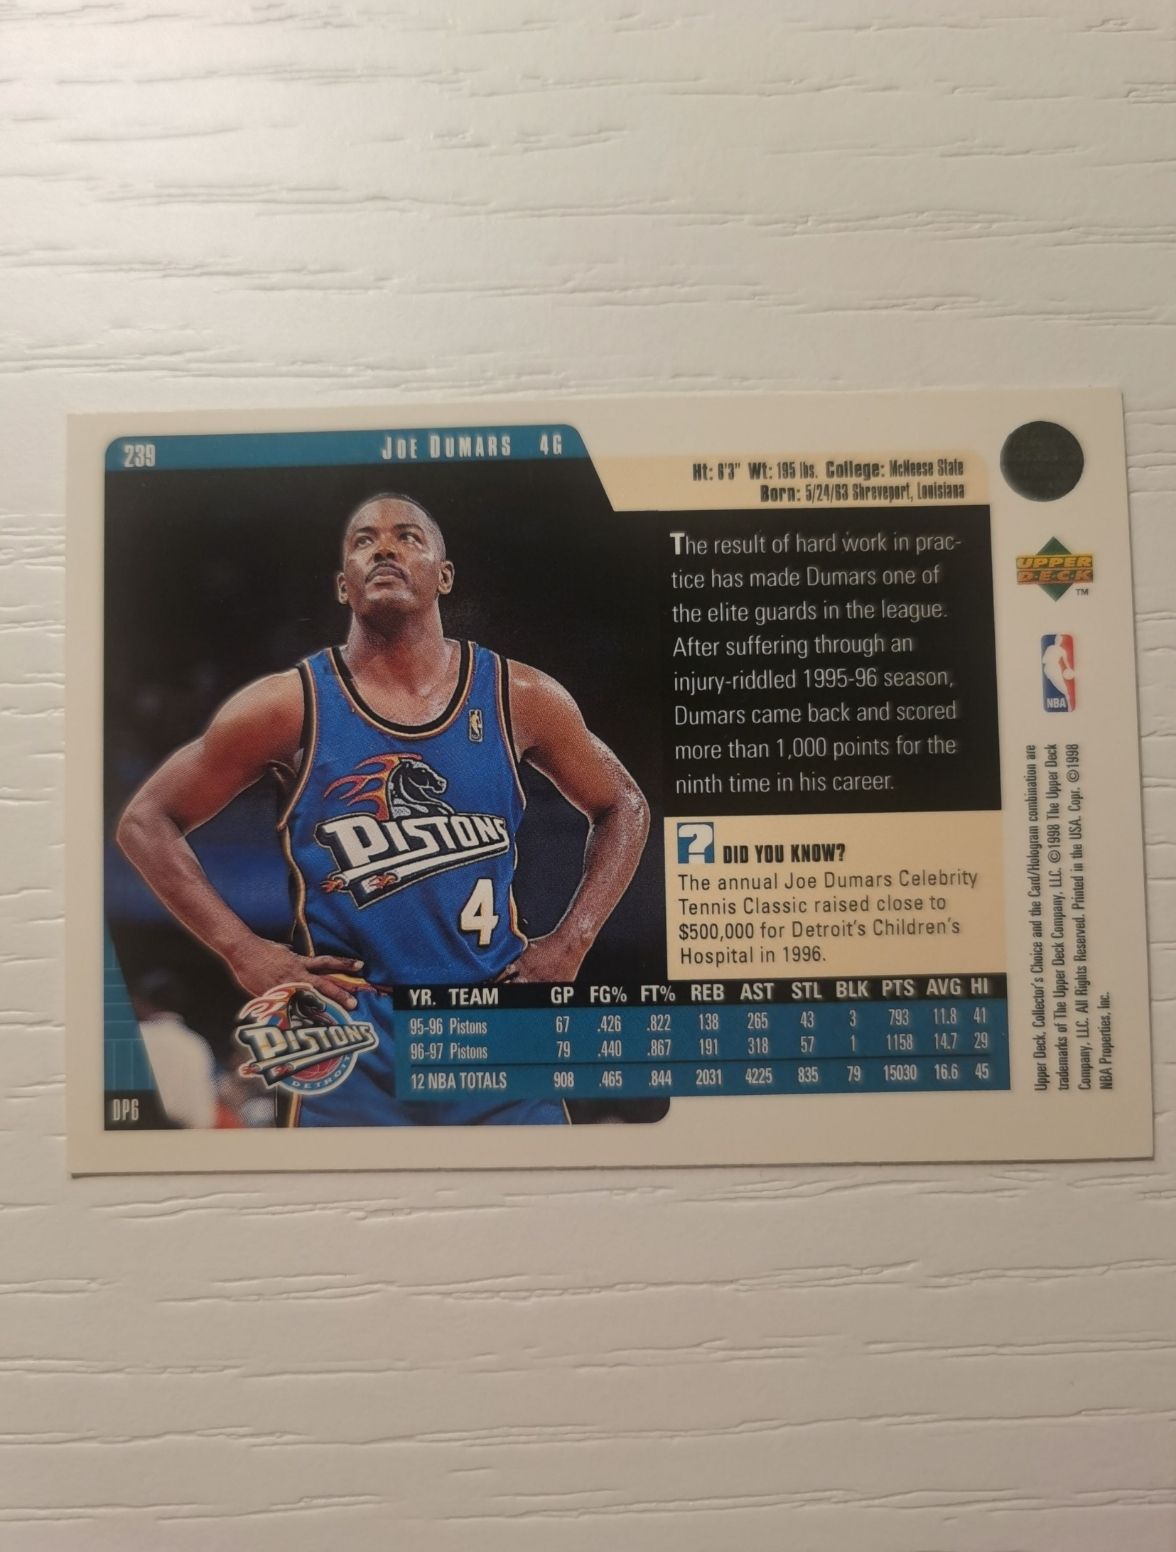 239
JOE DUMARS 4G
Ht: 6'3" Wt: 195 lbs. College: McNeese State
Born: 5/24/63 Shreveport, Louisiana
The result of hard work in prac-
tice has made Dumars one of
the elite guards in the league.
After suffering through an
injury-riddled 1995-96 season,
Dumars came back and scored
more than 1,000 points for the
ninth time in his career.
? DID YOU KNOW?
The annual Joe Dumars Celebrity
Tennis Classic raised close to
$500,000 for Detroit's Children's
Hospital in 1996.
YR. TEAM GP FG% FT% REB AST STL BLK PTS AVG HI
95-96 Pistons 67 .426 .822 138 265 43 3 793 11.8 41
96-97 Pistons 79 .440 .867 191 318 57 1 1158 14.7 29
12 NBA TOTALS 908 .465 .844 2031 4225 835 79 15030 16.6 45
PISTONS
4
PISTONS
DETROIT
DP6
UPPER
DECK
TM
NBA
Upper Deck, Collector's Choice and the Card/Hologram combination are
trademarks of The Upper Deck Company, LLC. ©1998 The Upper Deck
Company, LLC. All Rights Reserved. Printed in the USA. Copr. ©1998
NBA Properties, Inc.